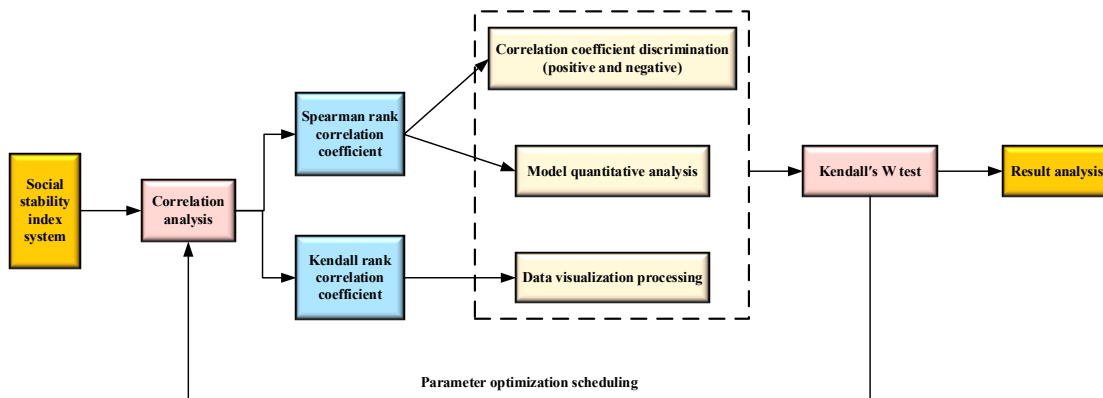 Social
stability
index
system
Correlation
analysis
Spearman rank
correlation
coefficient
Kendall rank
correlation
coefficient
Correlation coefficient discrimination
(positive and negative)
Model quantitative analysis
Data visualization processing
Kendall's W test
Result analysis
Parameter optimization scheduling